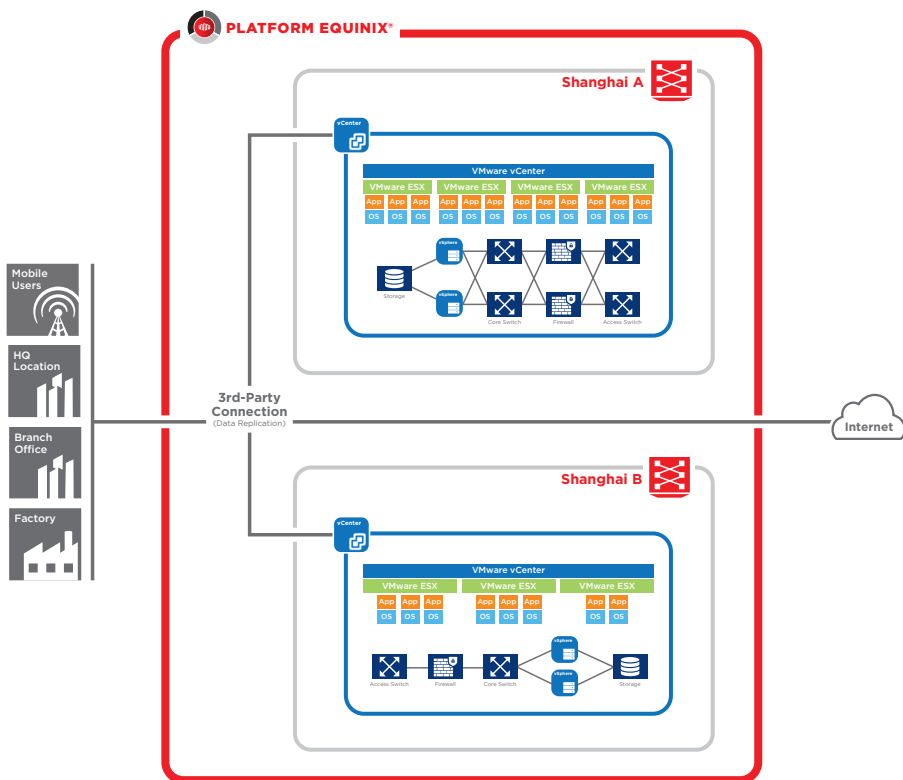 PLATFORM EQUINIX®
Shanghai A
vCenter
VMware vCenter
VMware ESX VMware ESX VMware ESX VMware ESX
App App App App App App App App App App App App
OS OS OS OS OS OS OS OS OS OS OS OS
vSphere
Storage
vSphere
Core Switch Firewall Access Switch
Mobile
Users
HQ
Location
Branch
Office
Factory
3rd-Party
Connection
(Data Replication)
Internet
Shanghai B
vCenter
VMware vCenter
VMware ESX VMware ESX VMware ESX
App App App App App App App App
OS OS OS OS OS OS OS OS
vSphere
vSphere
Access Switch Firewall Core Switch Storage